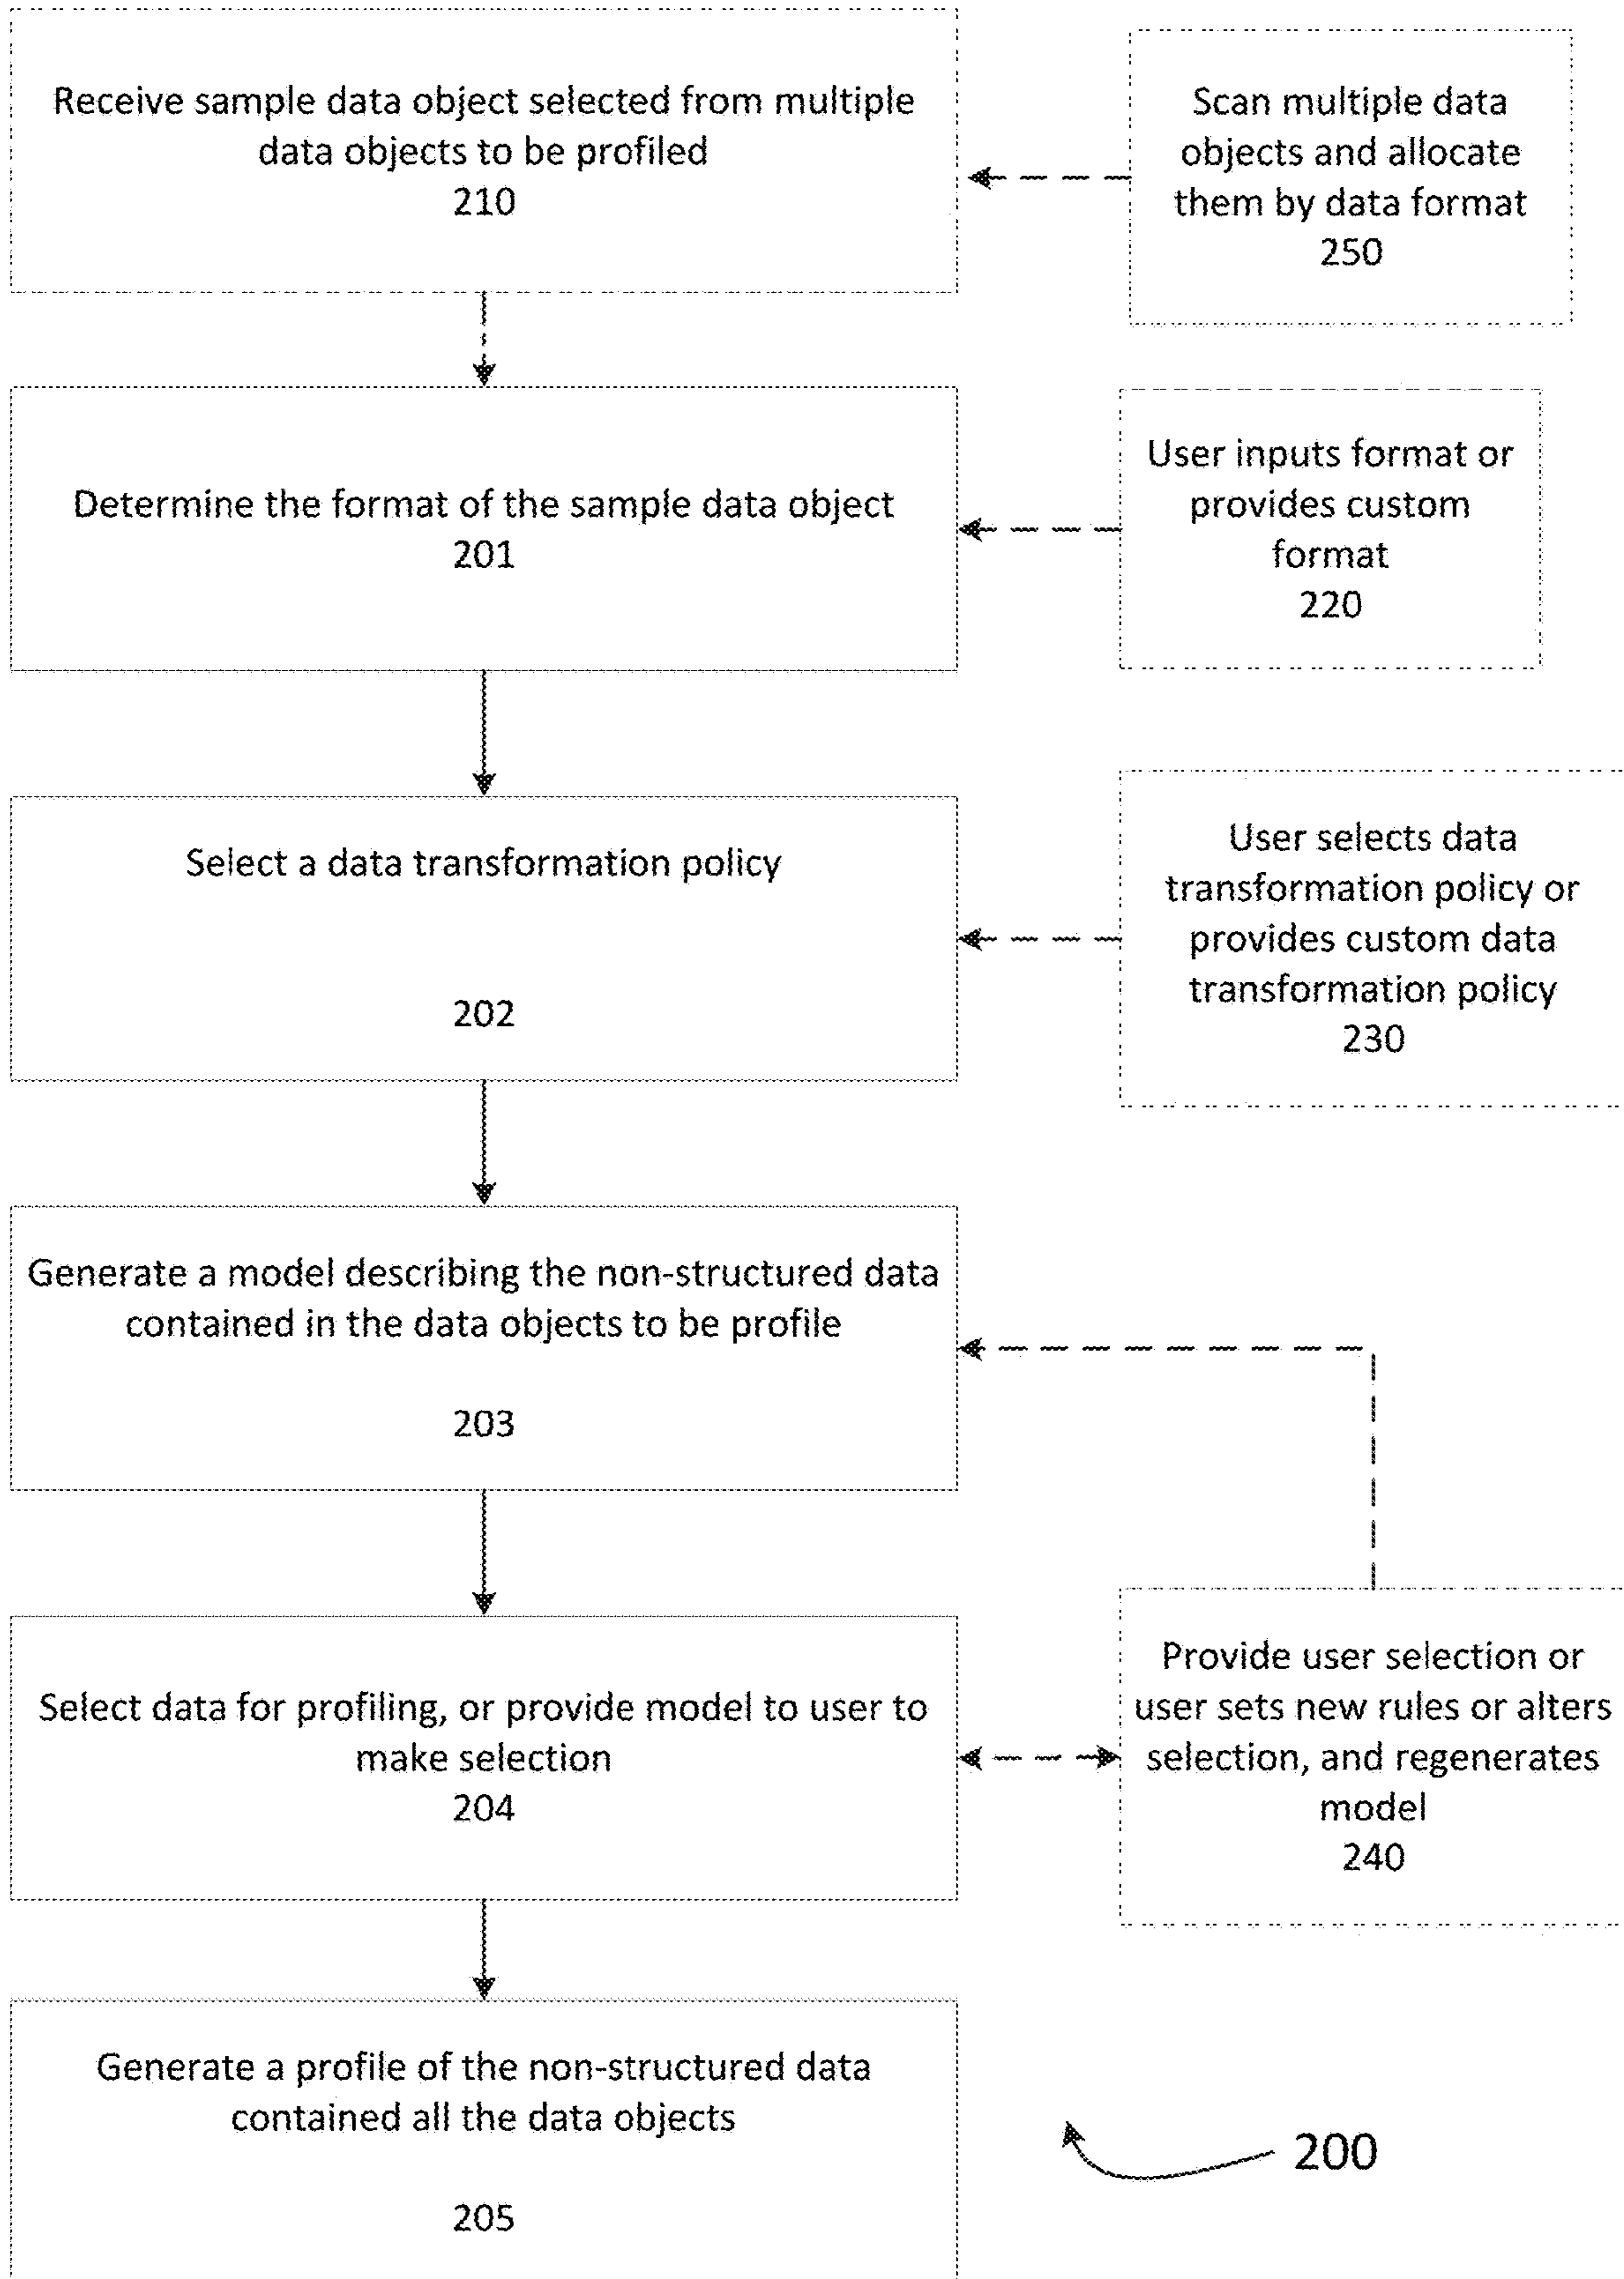 Receive sample data object selected from multiple
data objects to be profiled
210
Scan multiple data
objects and allocate
them by data format
250
Determine the format of the sample data object
201
User inputs format or
provides custom
format
220
Select a data transformation policy
202
User selects data
transformation policy or
provides custom data
transformation policy
230
Generate a model describing the non-structured data
contained in the data objects to be profile
203
Select data for profiling, or provide model to user to
make selection
204
Provide user selection or
user sets new rules or alters
selection, and regenerates
model
240
Generate a profile of the non-structured data
contained all the data objects
205
200